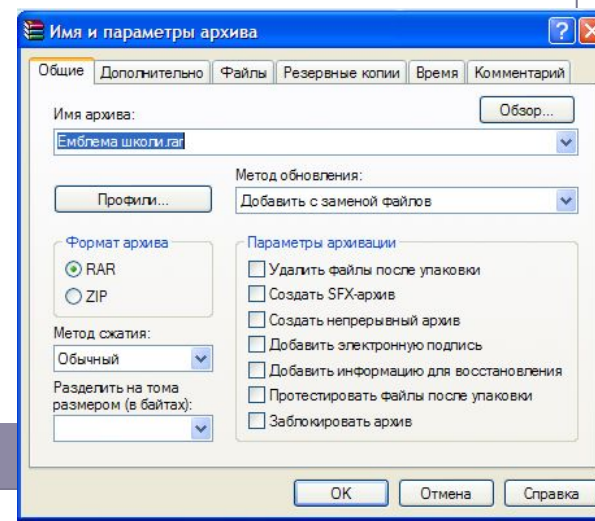 Имя и параметры архива
Общие Дополнительно Файлы Резервные копии Время Комментарий
Имя архива:
Обзор...
Емблема школи.rar
Метод обновления:
Профили...
Добавить с заменой файлов
Формат архива
RAR
ZIP
Метод сжатия:
Обычный
Разделить на тома
размером (в байтах):
Параметры архивации
Удалить файлы после упаковки
Создать SFX-архив
Создать непрерывный архив
Добавить электронную подпись
Добавить информацию для восстановления
Протестировать файлы после упаковки
Заблокировать архив
OK Отмена Справка